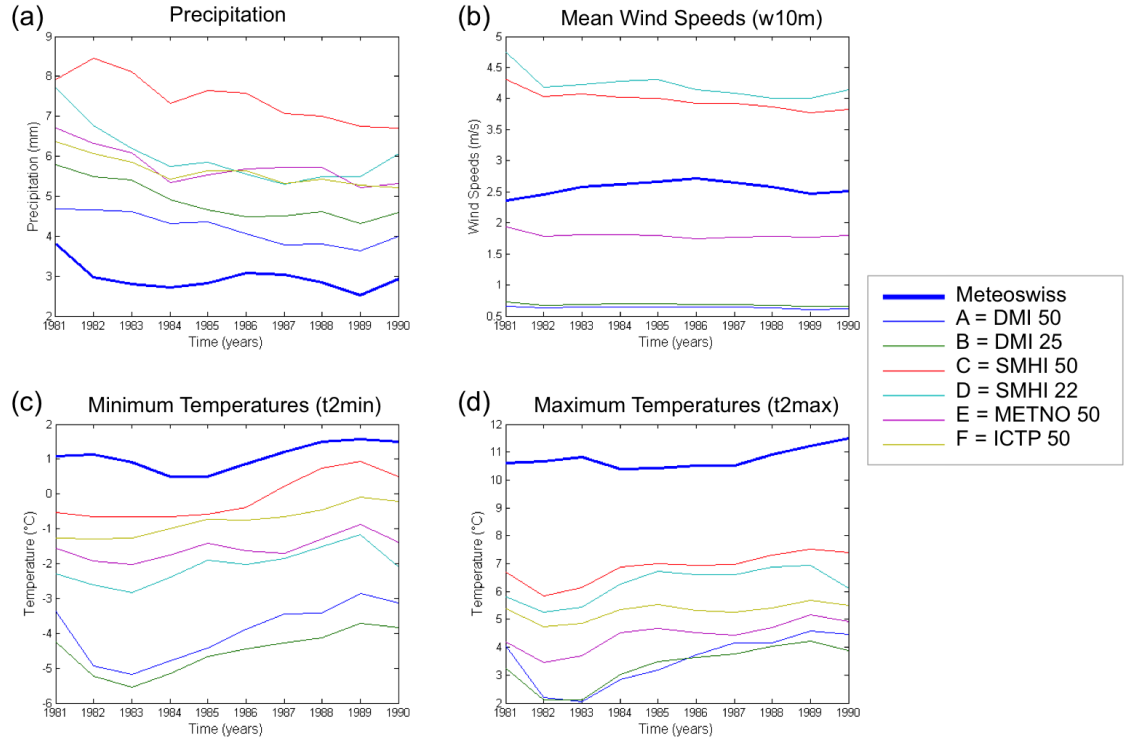 (a) Precipitation
9
8
7
6
5
4
3
2
Precipitation (mm)
1981 1982 1983 1984 1985 1986 1987 1988 1989 1990
Time (years)
(b) Mean Wind Speeds (w10m)
5
4.5
4
3.5
3
2.5
2
1.5
1
0.5
Wind Speeds (m/s)
1981 1982 1983 1984 1985 1986 1987 1988 1989 1990
Time (years)
Meteoswiss
A = DMI 50
B = DMI 25
C = SMHI 50
D = SMHI 22
E = METNO 50
F = ICTP 50
(c) Minimum Temperatures (t2min)
2
1
0
-1
-2
-3
-4
-5
-6
Temperature (°C)
1981 1982 1983 1984 1985 1986 1987 1988 1989 1990
Time (years)
(d) Maximum Temperatures (t2max)
12
11
10
9
8
7
6
5
4
3
2
Temperature (°C)
1981 1982 1983 1984 1985 1986 1987 1988 1989 1990
Time (years)